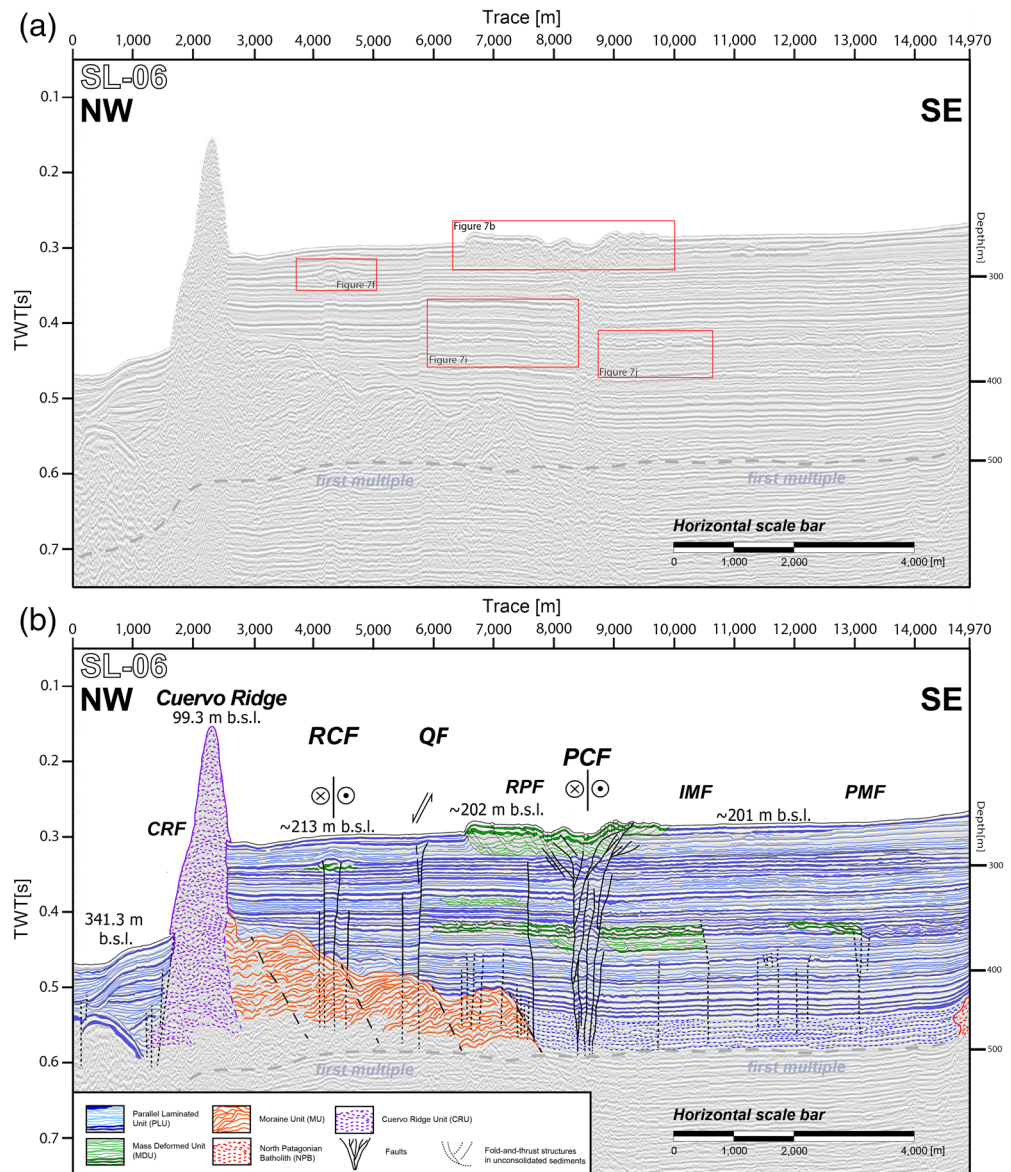 (a)
Trace [m]
0 1,000 2,000 3,000 4,000 5,000 6,000 7,000 8,000 9,000 10,000 11,000 12,000 13,000 14,000 14,970
SL-06
NW
SE
0.1
0.2
0.3
0.4
0.5
0.6
0.7
TWT[s]
Depth[m]
300
400
500
Figure 7b
Figure 7f
Figure 7i
Figure 7j
first multiple
first multiple
Horizontal scale bar
0 1,000 2,000 4,000 [m]
(b)
Trace [m]
0 1,000 2,000 3,000 4,000 5,000 6,000 7,000 8,000 9,000 10,000 11,000 12,000 13,000 14,000 14,970
SL-06
NW
SE
0.1
0.2
0.3
0.4
0.5
0.6
0.7
TWT[s]
Depth[m]
300
400
500
Cuervo Ridge
99.3 m b.s.l.
RCF
QF
PCF
CRF
RPF
IMF
PMF
~213 m b.s.l.
~202 m b.s.l.
~201 m b.s.l.
341.3 m
b.s.l.
first multiple
first multiple
Parallel Laminated
Unit (PLU)
Moraine Unit (MU)
Cuervo Ridge Unit (CRU)
Mass Deformed Unit
(MDU)
North Patagonian
Batholith (NPB)
Faults
Fold-and-thrust structures
in unconsolidated sediments
Horizontal scale bar
0 1,000 2,000 4,000 [m]